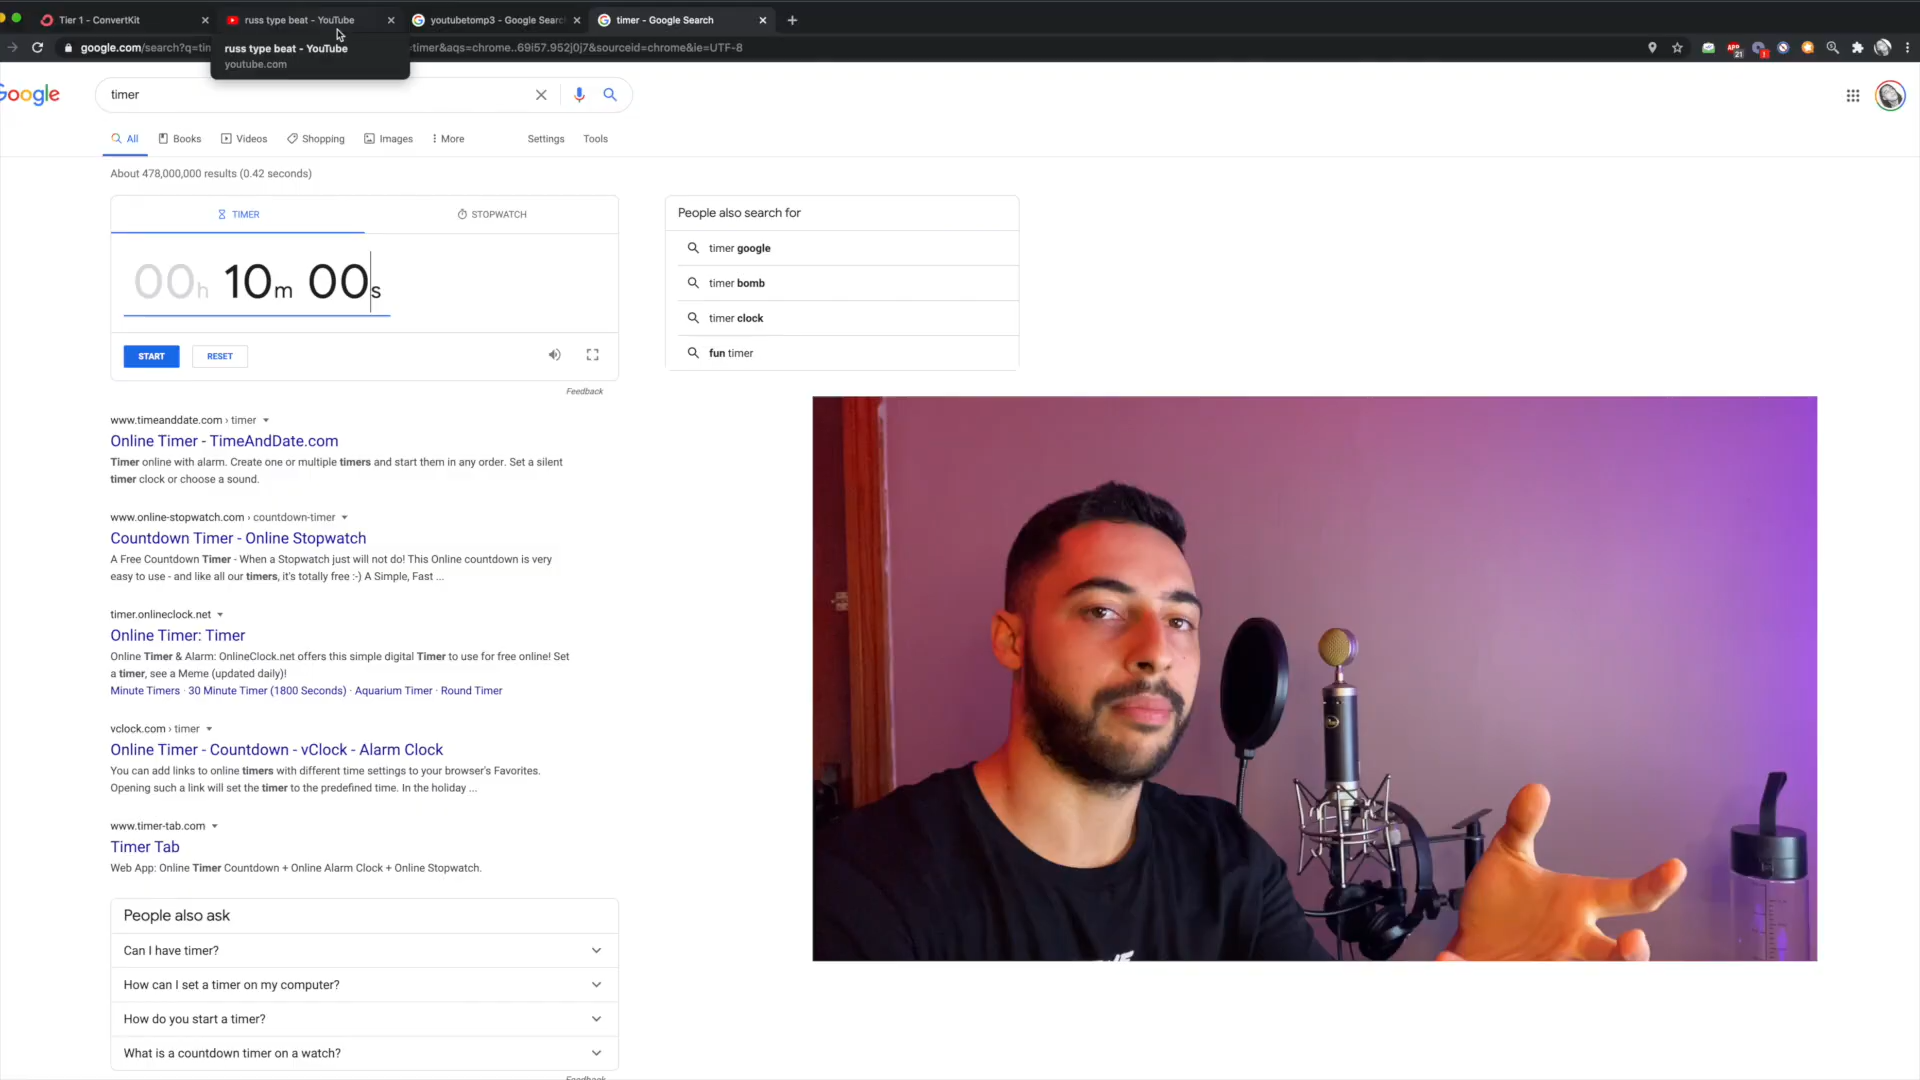 Tier 1 – ConvertKit
russ type beat - YouTube
youtubetomp3 - Google Search
timer - Google Search
google.com/search?q=tim
timer&aqs=chrome..69i57.952j0j7&sourceid=chrome&ie=UTF-8
russ type beat - YouTube
youtube.com
21
1
Google
timer
All
Books
Videos
Shopping
Images
More
Settings
Tools
About 478,000,000 results (0.42 seconds)
TIMER
STOPWATCH
00h 10m 00s
START
RESET
Feedback
People also search for
timer google
timer bomb
timer clock
fun timer
www.timeanddate.com › timer
Online Timer - TimeAndDate.com
Timer online with alarm. Create one or multiple timers and start them in any order. Set a silent
timer clock or choose a sound.
www.online-stopwatch.com › countdown-timer
Countdown Timer - Online Stopwatch
A Free Countdown Timer - When a Stopwatch just will not do! This Online countdown is very
easy to use - and like all our timers, it's totally free :-) A Simple, Fast ...
timer.onlineclock.net
Online Timer: Timer
Online Timer & Alarm: OnlineClock.net offers this simple digital Timer to use for free online! Set
a timer, see a Meme (updated daily)!
Minute Timers · 30 Minute Timer (1800 Seconds) · Aquarium Timer · Round Timer
vclock.com › timer
Online Timer - Countdown - vClock - Alarm Clock
You can add links to online timers with different time settings to your browser's Favorites.
Opening such a link will set the timer to the predefined time. In the holiday ...
www.timer-tab.com
Timer Tab
Web App: Online Timer Countdown + Online Alarm Clock + Online Stopwatch.
People also ask
Can I have timer?
How can I set a timer on my computer?
How do you start a timer?
What is a countdown timer on a watch?
Feedback